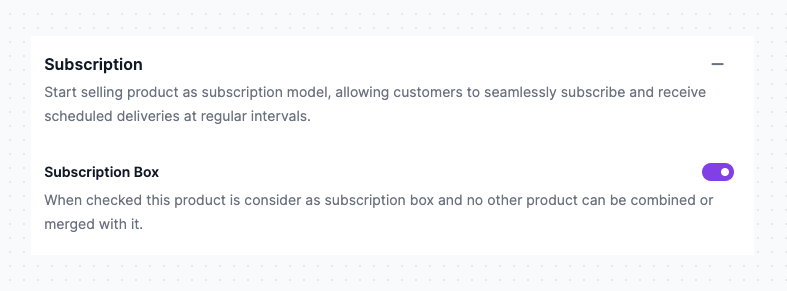 Subscription
Start selling product as subscription model, allowing customers to seamlessly subscribe and receive
scheduled deliveries at regular intervals.
Subscription Box
When checked this product is consider as subscription box and no other product can be combined or
merged with it.